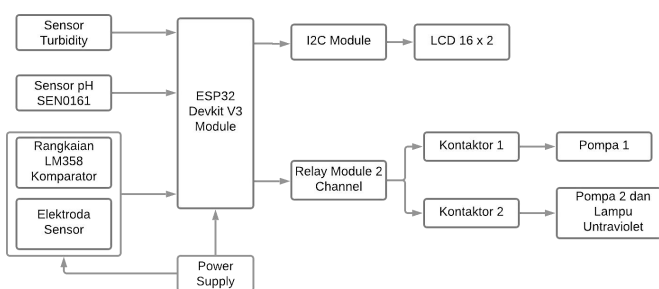 Sensor
Turbidity
Sensor pH
SEN0161
Rangkaian
LM358
Komparator
Elektroda
Sensor
ESP32
Devkit V3
Module
Power
Supply
I2C Module
LCD 16 x 2
Relay Module 2
Channel
Kontaktor 1
Pompa 1
Kontaktor 2
Pompa 2 dan
Lampu
Untraviolet